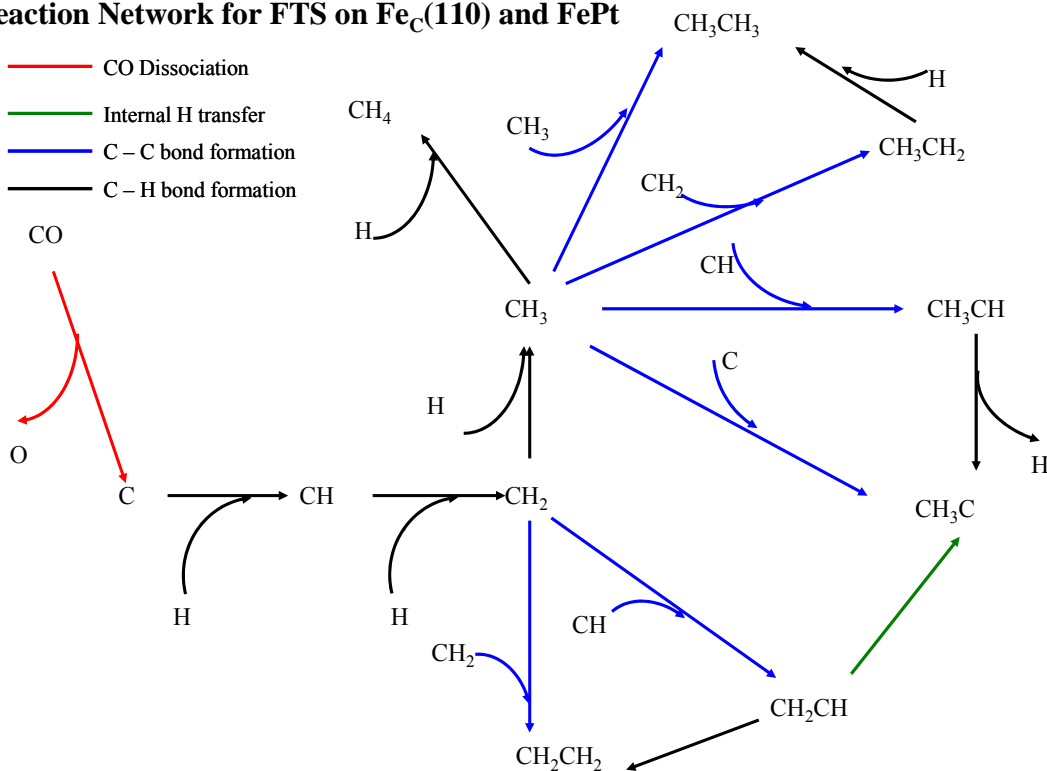 eaction Network for FTS on Fe_C(110) and FePt
CH₃CH₃
CO Dissociation
H
Internal H transfer
CH₄
CH₃
C – C bond formation
CH₃CH₂
C – H bond formation
CH₂
CO
H
CH
CH₃
CH₃CH
C
H
O
H
C
CH
CH₂
CH₃C
H
H
CH
CH₂
CH₂CH
CH₂CH₂